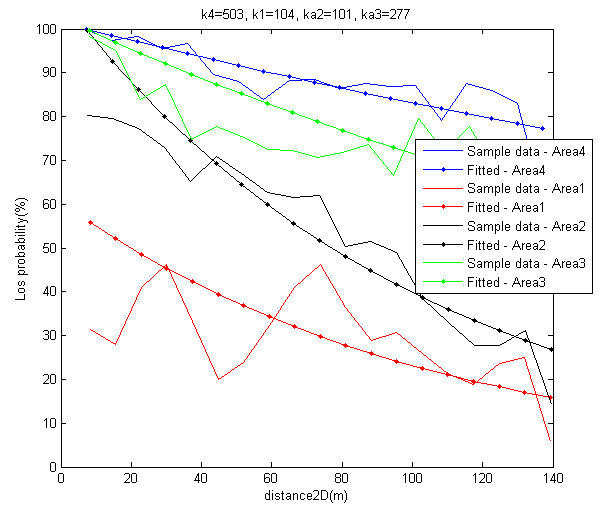 k4=503, k1=104, ka2=101, ka3=277
Los probability(%)
100
90
80
70
60
50
40
30
20
10
0
0 20 40 60 80 100 120 140
distance2D(m)
Sample data - Area4
Fitted - Area4
Sample data - Area1
Fitted - Area1
Sample data - Area2
Fitted - Area2
Sample data - Area3
Fitted - Area3